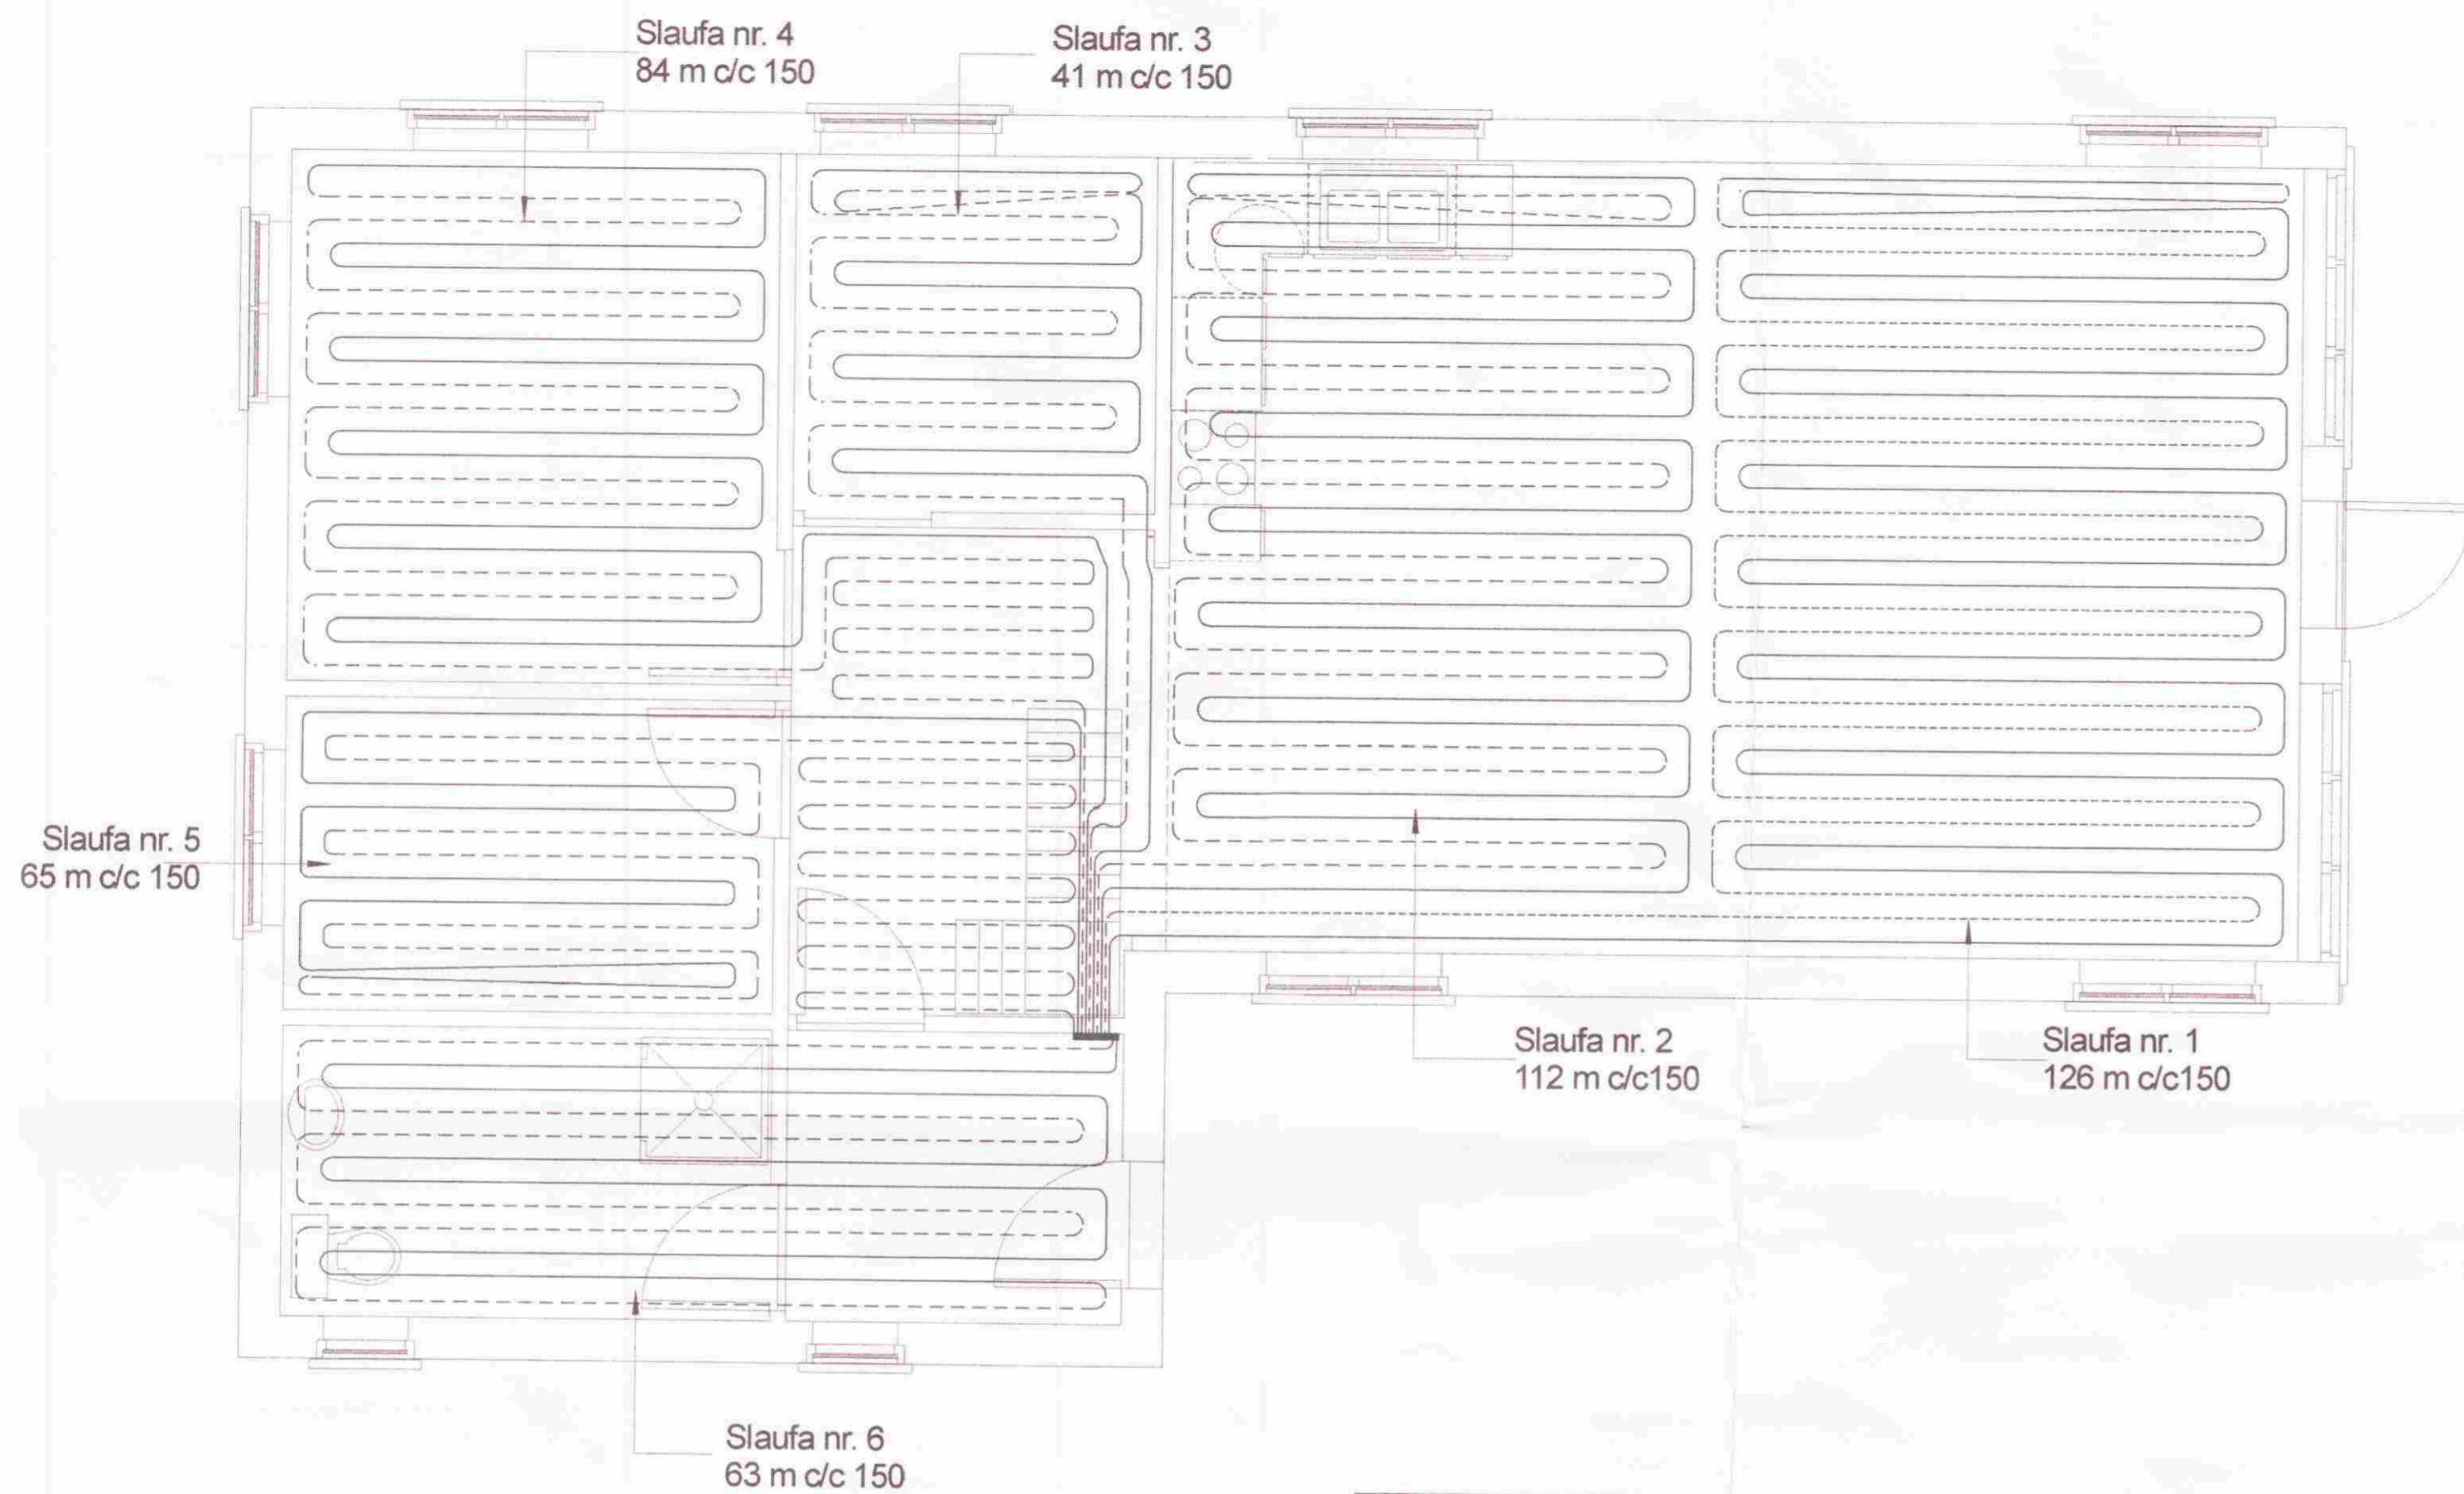 Slaufa nr. 4
84 m c/c 150
Slaufa nr. 3
41 m c/c 150
Slaufa nr. 5
65 m c/c 150
Slaufa nr. 2
112 m c/c150
Slaufa nr. 1
126 m c/c150
Slaufa nr. 6
63 m c/c 150